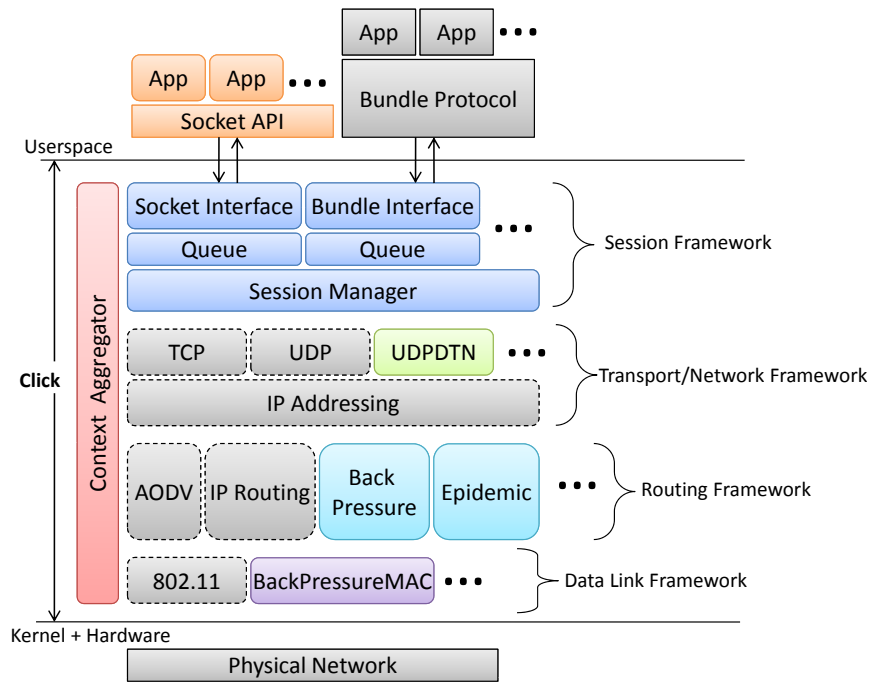 App App
App App
Bundle Protocol
Socket API
Userspace
Socket Interface Bundle Interface
Queue Queue
Session Framework
Session Manager
Context Aggregator
Click
TCP UDP UDPDTN
Transport/Network Framework
IP Addressing
AODV IP Routing Back
Pressure Epidemic
Routing Framework
802.11 BackPressureMAC
Data Link Framework
Kernel + Hardware
Physical Network